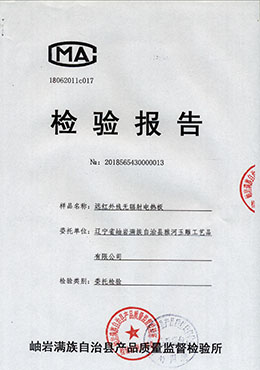 MA
18062011c017
检验报告
№: 2018565430000013
样品名称: 远红外线无辐射电热板
委托单位: 辽宁省岫岩满族自治县雅河玉雕工艺品
有限公司
检验类别: 委托检验
岫岩满族自治县产品质量监督检验所